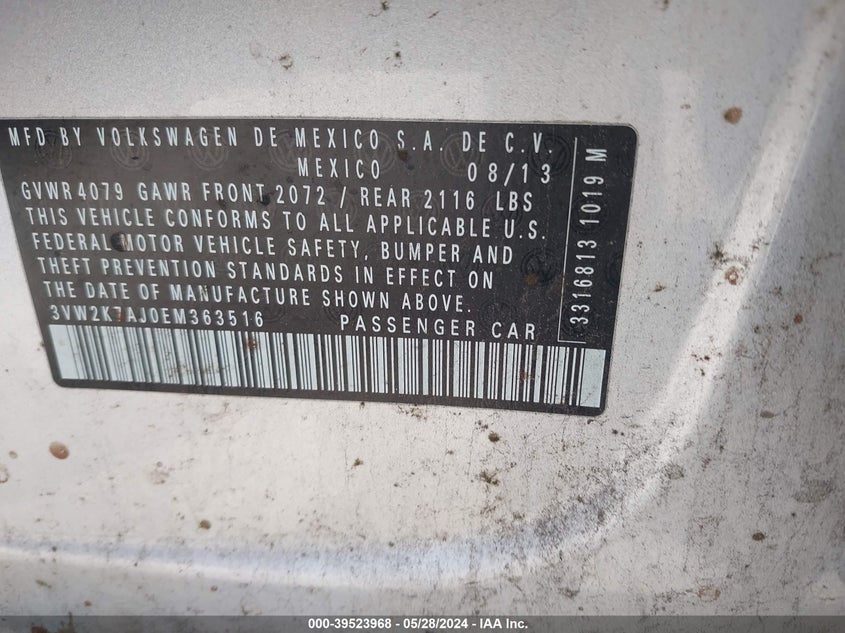 MFD BY VOLKSWAGEN DE MEXICO S.A. DE C.V.
MEXICO 08/13
GVWR 4079 GAWR FRONT 2072 / REAR 2116 LBS
THIS VEHICLE CONFORMS TO ALL APPLICABLE U.S.
FEDERAL MOTOR VEHICLE SAFETY, BUMPER AND
THEFT PREVENTION STANDARDS IN EFFECT ON
THE DATE OF MANUFACTURE SHOWN ABOVE.
3VW2K7AJ0EM363516 PASSENGER CAR
3316813 1019 M
000-39523968 - 05/28/2024 - IAA Inc.